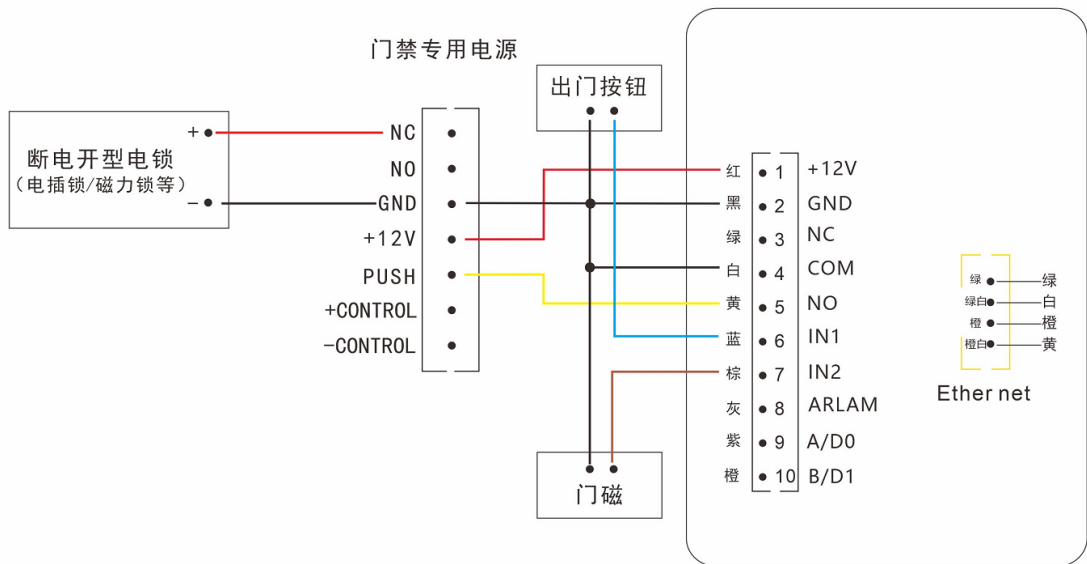 门禁专用电源
出门按钮
断电开型电锁
（电插锁/磁力锁等）
+
-
NC
NO
GND
+12V
PUSH
+CONTROL
-CONTROL
红 1 +12V
黑 2 GND
绿 3 NC
白 4 COM
黄 5 NO
蓝 6 IN1
棕 7 IN2
灰 8 ARLAM
紫 9 A/D0
橙 10 B/D1
门磁
绿 绿
绿白 白
橙 橙
橙白 黄
Ether net